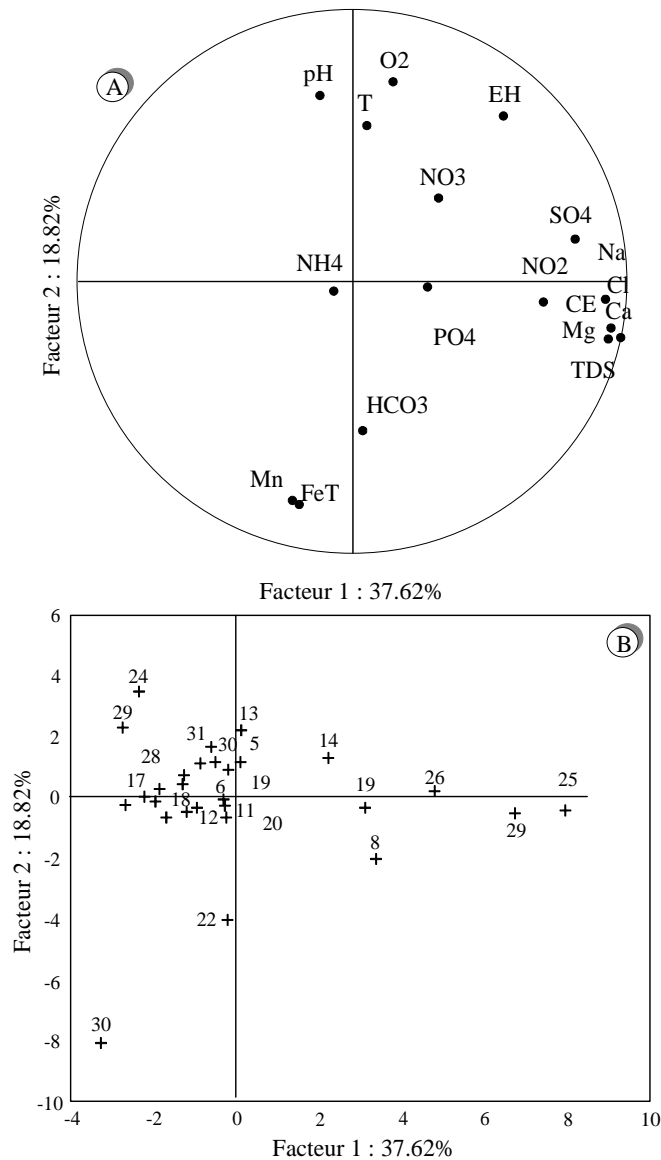 A
O2
pH
T
EH
NO3
SO4
Na
NH4
NO2
Cl
CE
Ca
Mg
PO4
TDS
HCO3
Mn
FeT
Facteur 2 : 18.82%
Facteur 1 : 37.62%
B
6
4
2
0
-2
-4
-6
-8
-10
24
29
13
31
30
5
14
28
17
19
6
18
12
11
20
19
26
25
29
8
22
30
-4
-2
0
2
4
6
8
10
Facteur 2 : 18.82%
Facteur 1 : 37.62%